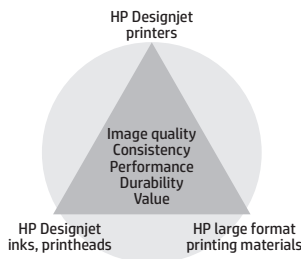 HP Designjet
printers
Image quality
Consistency
Performance
Durability
Value
HP Designjet
inks, printheads
HP large format
printing materials